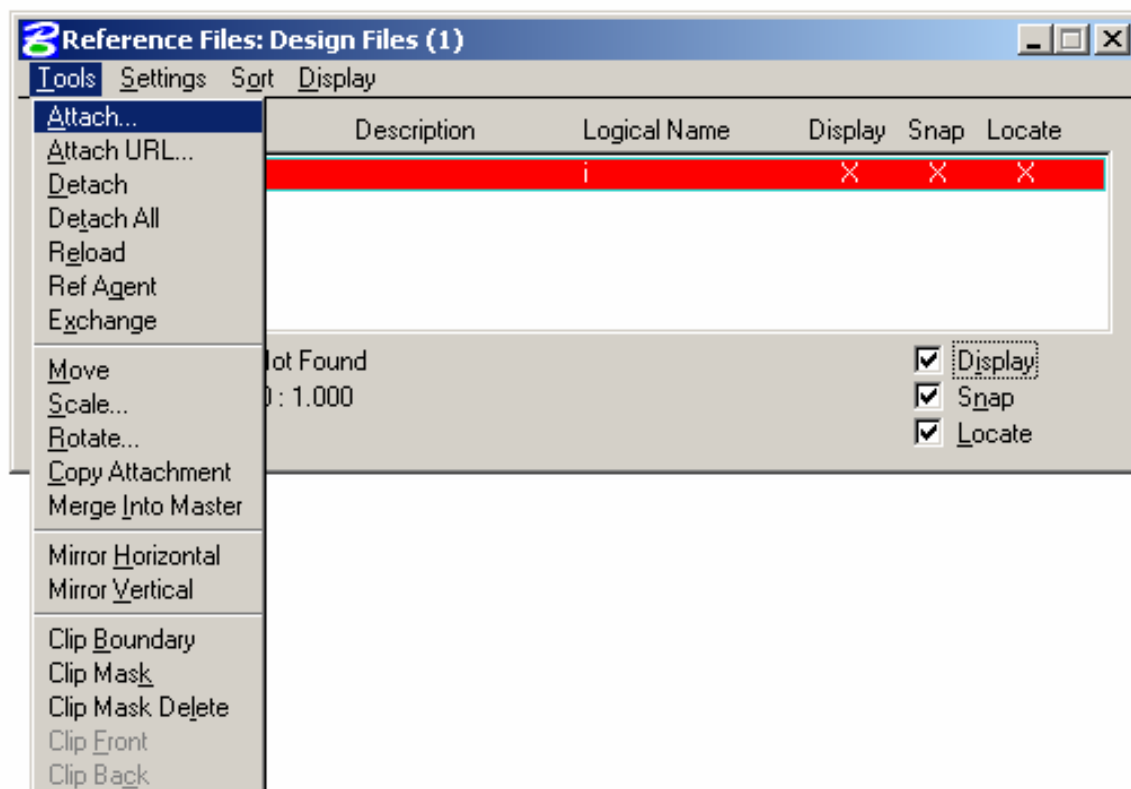 Reference Files: Design Files (1)
Tools Settings Sort Display
Description Logical Name Display Snap Locate
i X X X
Attach...
Attach URL...
Detach
Detach All
Reload
Ref Agent
Exchange
Move
Scale...
Rotate...
Copy Attachment
Merge Into Master
Mirror Horizontal
Mirror Vertical
Clip Boundary
Clip Mask
Clip Mask Delete
Clip Front
Clip Back
Found
: 1.000
Display
Snap
Locate